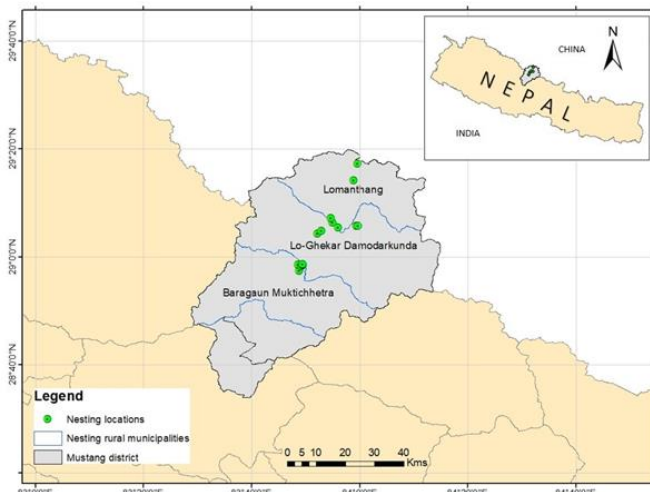 29°40'0"N
29°20'0"N
29°0'0"N
28°40'0"N
N
CHINA
NEPAL
INDIA
Lomanthang
Lo-Ghekar Damodarkunda
Baragaun Muktichhetra
Legend
Nesting locations
Nesting rural municipalities
Mustang district
0 5 10 20 30 40
Kms